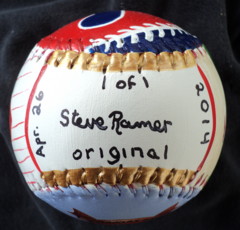 1 of 1
Steve Ramer
original
Apr. 26
2014